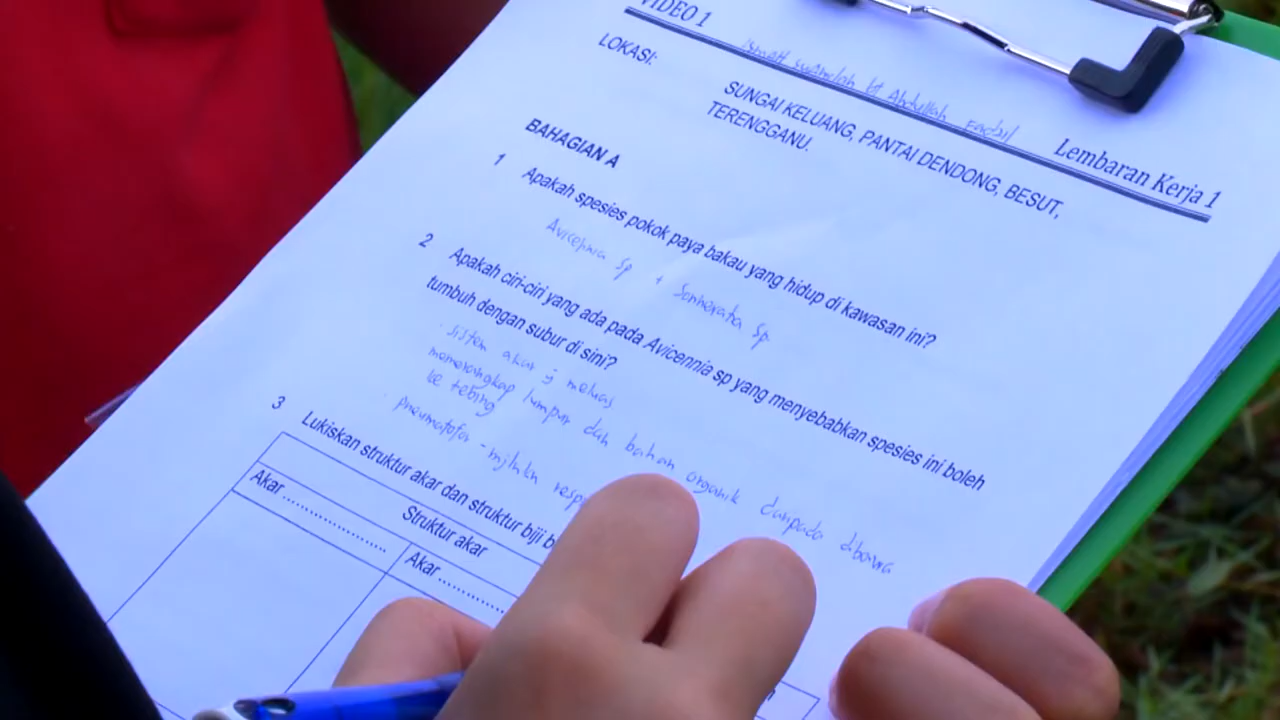 VIDEO 1
Abdullah
Lembaran Kerja 1
LOKASI:
SUNGAI KELUANG, PANTAI DENDONG, BESUT,
TERENGGANU.
BAHAGIAN A
1 Apakah spesies pokok paya bakau yang hidup di kawasan ini?
Avicennia sp + Sonneratia sp
2 Apakah ciri-ciri yang ada pada Avicennia sp yang menyebabkan spesies ini boleh
tumbuh dengan subur di sini?
· sistem akar yg meluas
memerangkap lumpur dan bahan organik daripada dibawa
ke tebing
· pneumatofor -
3 Lukiskan struktur akar dan struktur biji
Struktur akar
Akar ................
Akar ..........